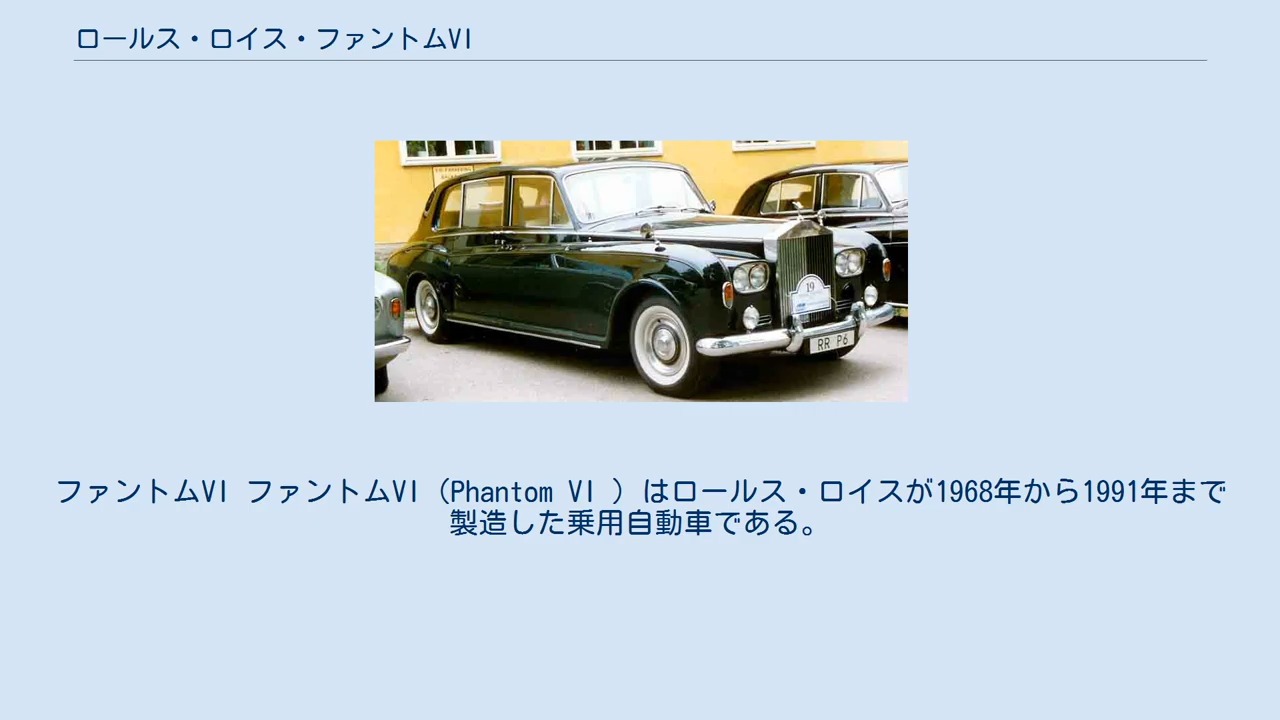 ロールス・ロイス・ファントムVI
19
RR P6
ファントムVI ファントムVI（Phantom VI ）はロールス・ロイスが1968年から1991年まで
製造した乗用自動車である。